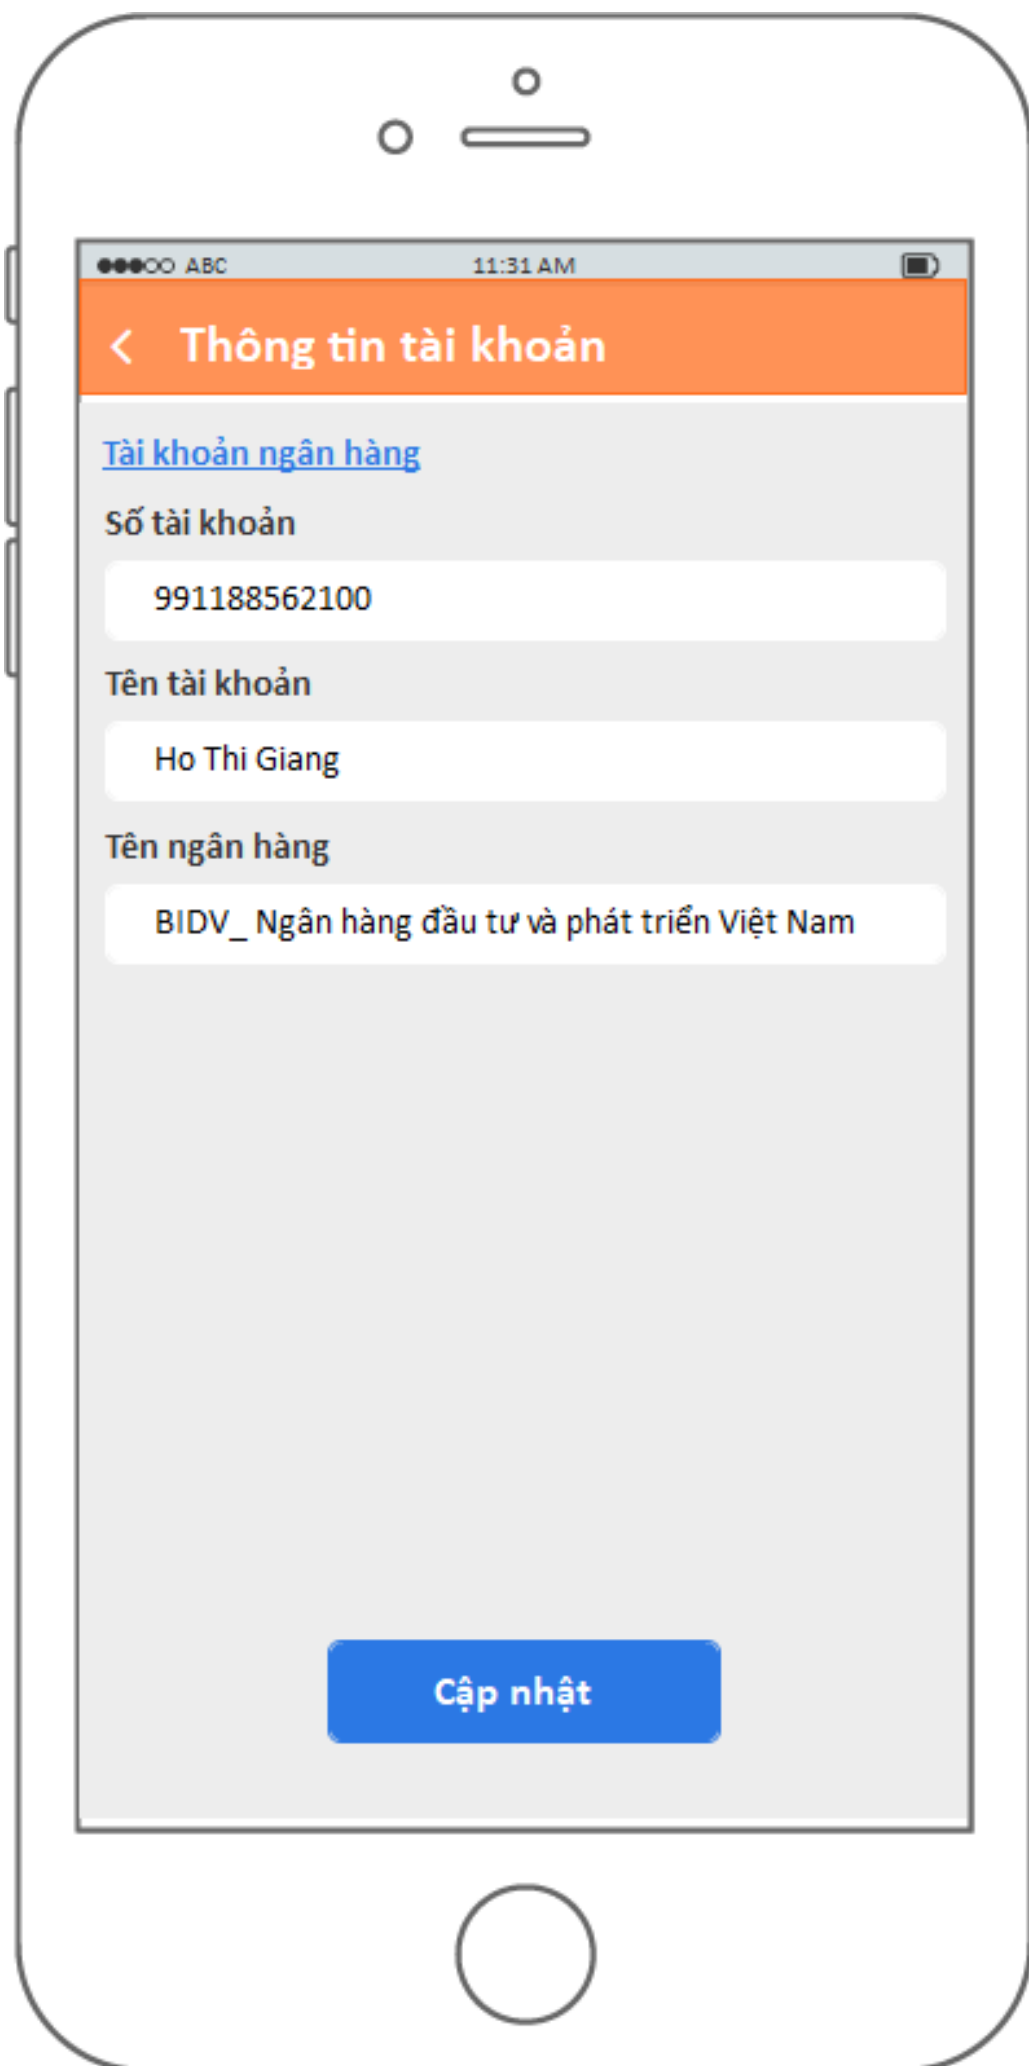 ABC 11:31 AM
Thông tin tài khoản
Tài khoản ngân hàng
Số tài khoản
991188562100
Tên tài khoản
Ho Thi Giang
Tên ngân hàng
BIDV_ Ngân hàng đầu tư và phát triển Việt Nam
Cập nhật